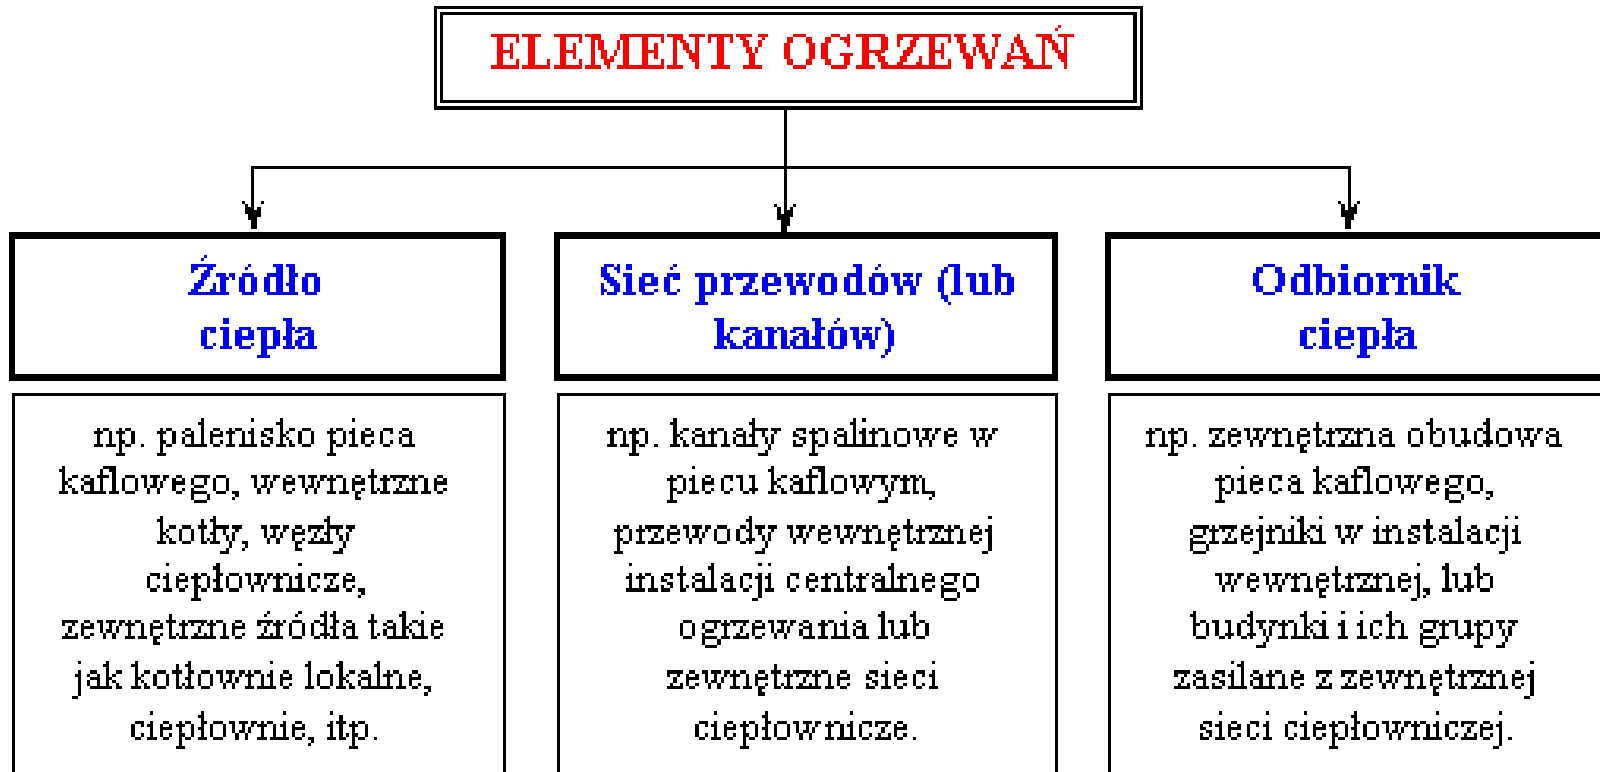 ELEMENTY OGRZEWAŃ
Źródło
ciepła
np. palenisko pieca
kaflowego, wewnętrzne
kotły, węzły
ciepłownicze,
zewnętrzne źródła takie
jak kotłownie lokalne,
ciepłownie, itp.
Sieć przewodów (lub
kanałów)
np. kanały spalinowe w
piecu kaflowym,
przewody wewnętrznej
instalacji centralnego
ogrzewania lub
zewnętrzne sieci
ciepłownicze.
Odbiornik
ciepła
np. zewnętrzna obudowa
pieca kaflowego,
grzejniki w instalacji
wewnętrznej, lub
budynki i ich grupy
zasilane z zewnętrznej
sieci ciepłowniczej.